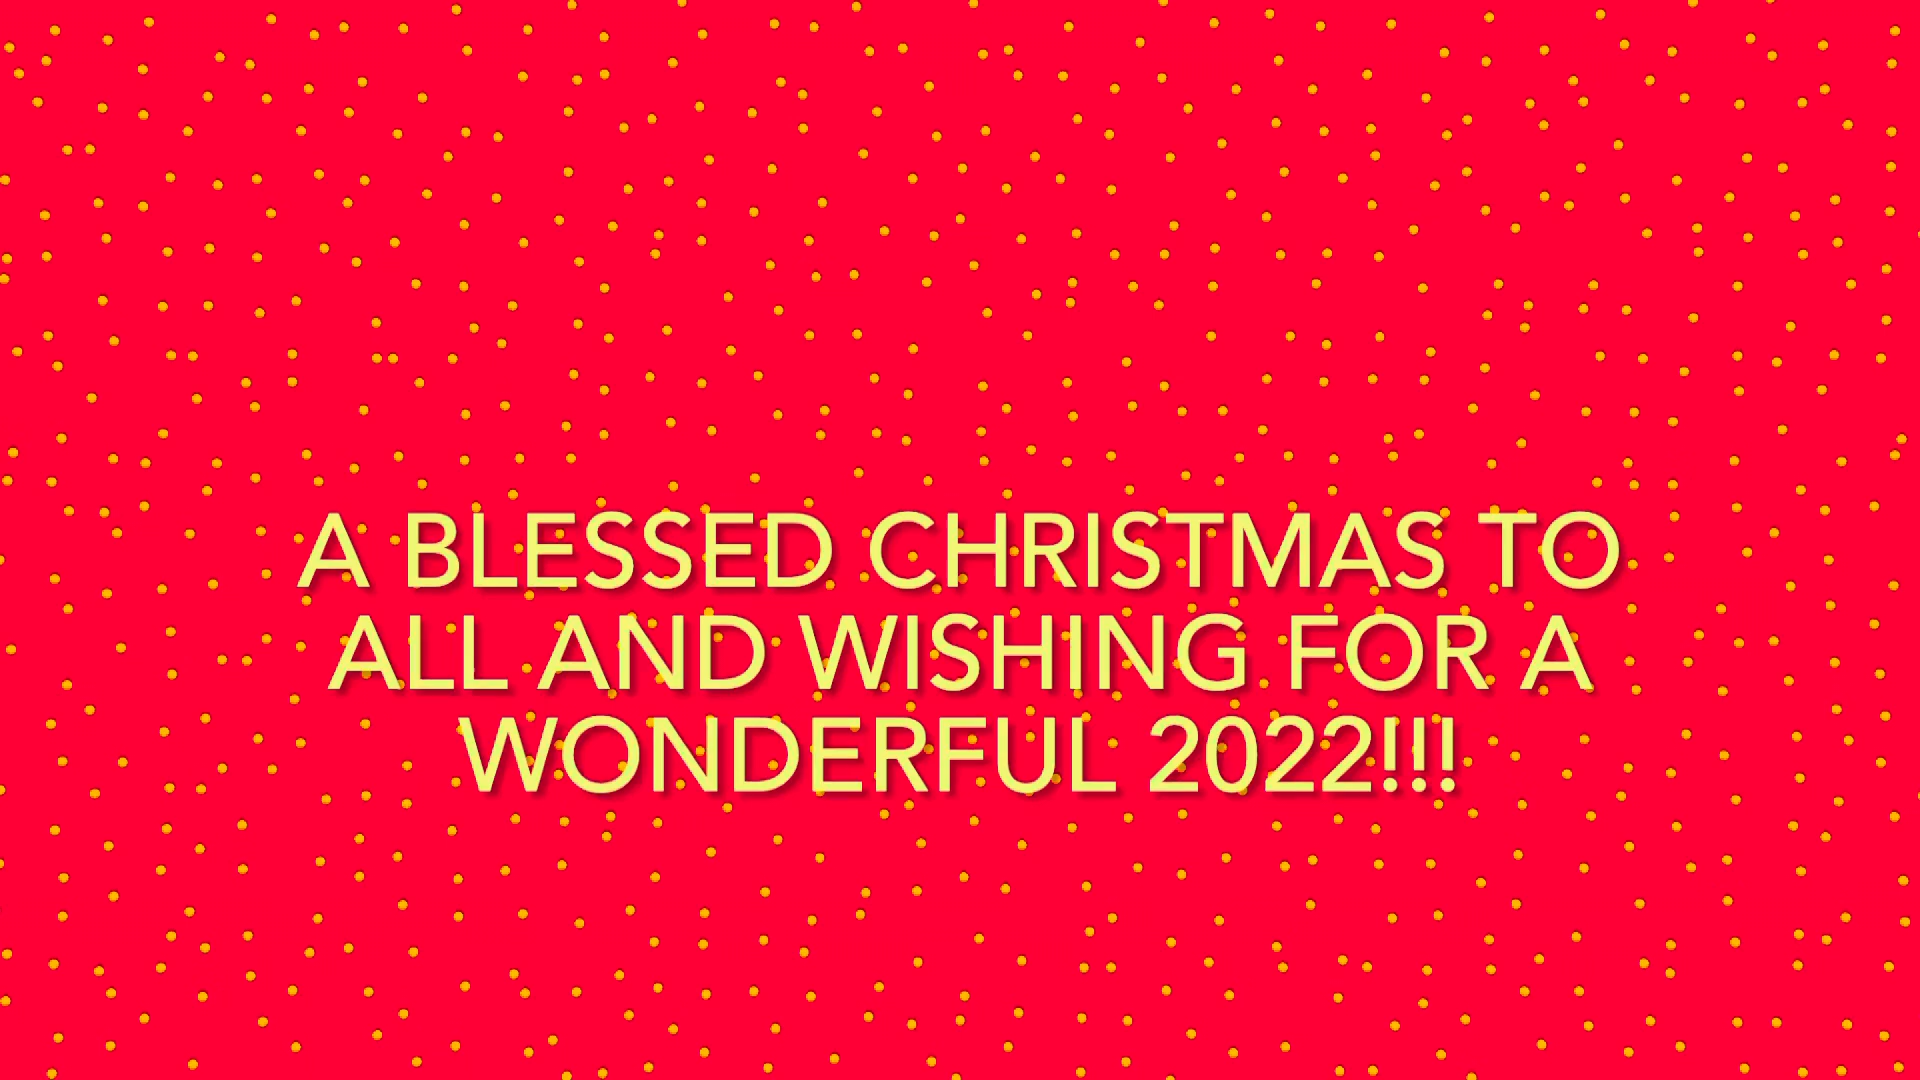 A BLESSED CHRISTMAS TO
ALL AND WISHING FOR A
WONDERFUL 2022!!!